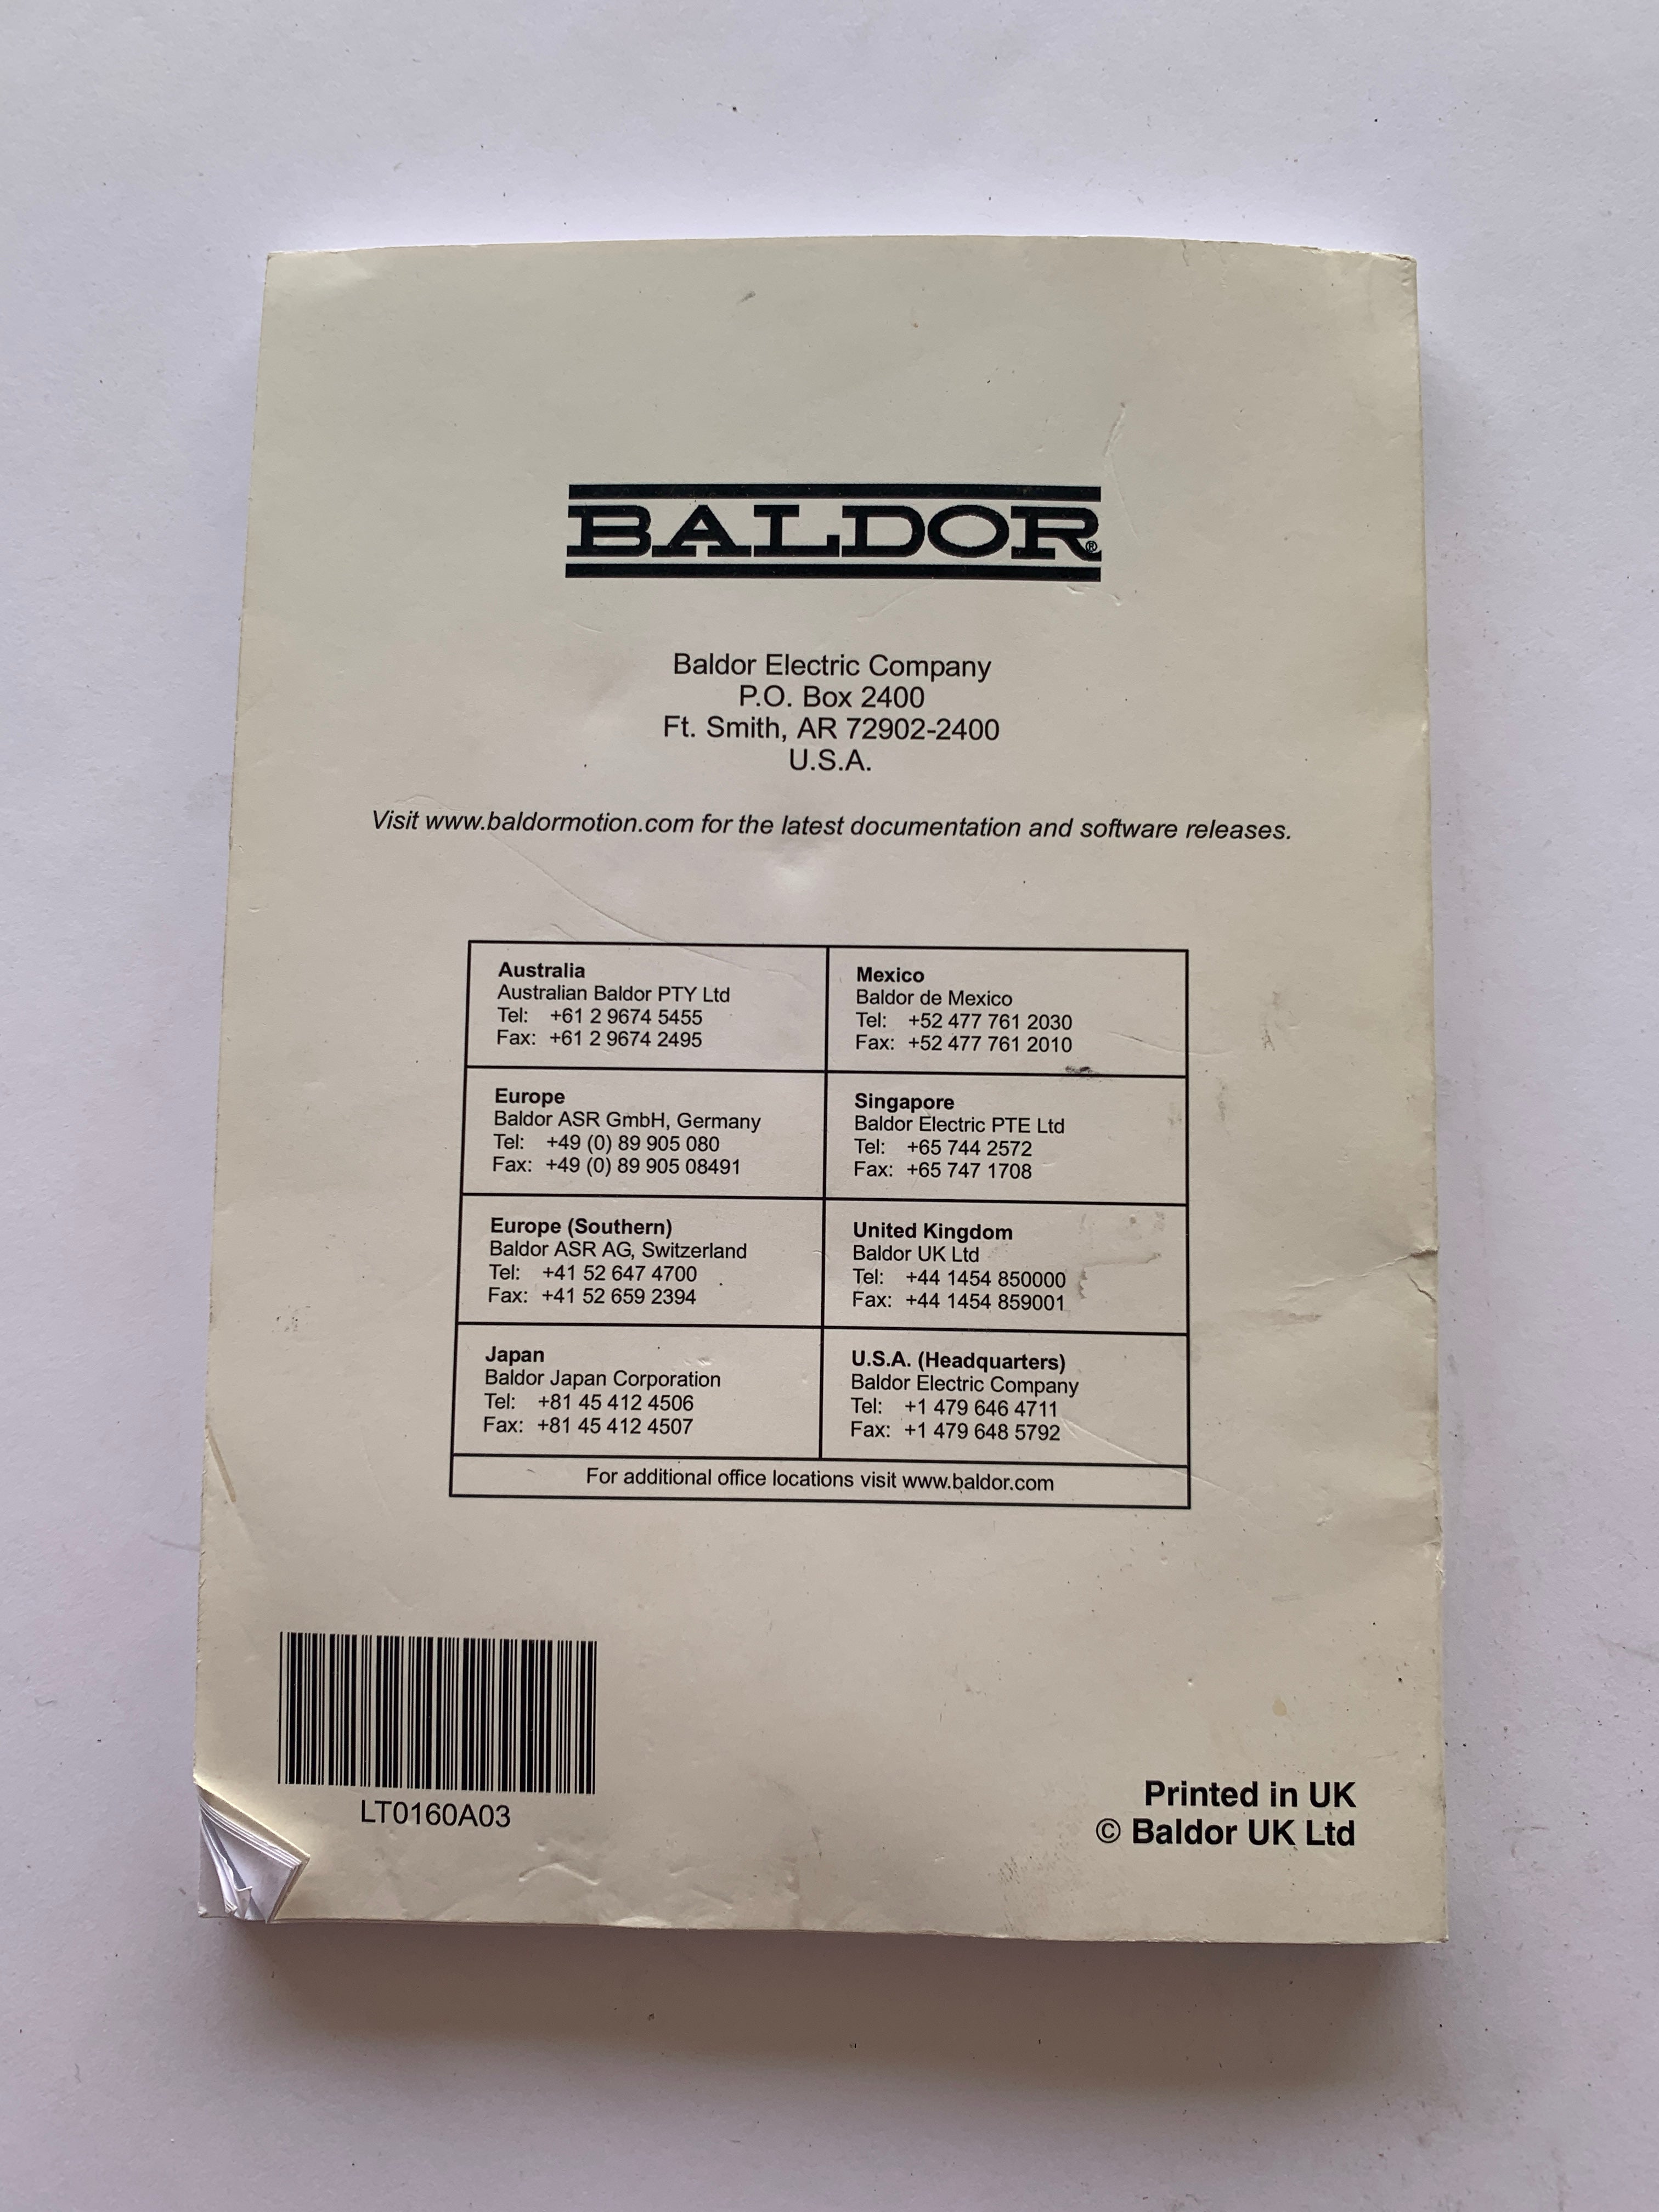 BALDOR®
Baldor Electric Company
P.O. Box 2400
Ft. Smith, AR 72902-2400
U.S.A.
Visit www.baldormotion.com for the latest documentation and software releases.
Australia
Australian Baldor PTY Ltd
Tel: +61 2 9674 5455
Fax: +61 2 9674 2495
Mexico
Baldor de Mexico
Tel: +52 477 761 2030
Fax: +52 477 761 2010
Europe
Baldor ASR GmbH, Germany
Tel: +49 (0) 89 905 080
Fax: +49 (0) 89 905 08491
Singapore
Baldor Electric PTE Ltd
Tel: +65 744 2572
Fax: +65 747 1708
Europe (Southern)
Baldor ASR AG, Switzerland
Tel: +41 52 647 4700
Fax: +41 52 659 2394
United Kingdom
Baldor UK Ltd
Tel: +44 1454 850000
Fax: +44 1454 859001
Japan
Baldor Japan Corporation
Tel: +81 45 412 4506
Fax: +81 45 412 4507
U.S.A. (Headquarters)
Baldor Electric Company
Tel: +1 479 646 4711
Fax: +1 479 648 5792
For additional office locations visit www.baldor.com
LT0160A03
Printed in UK
© Baldor UK Ltd